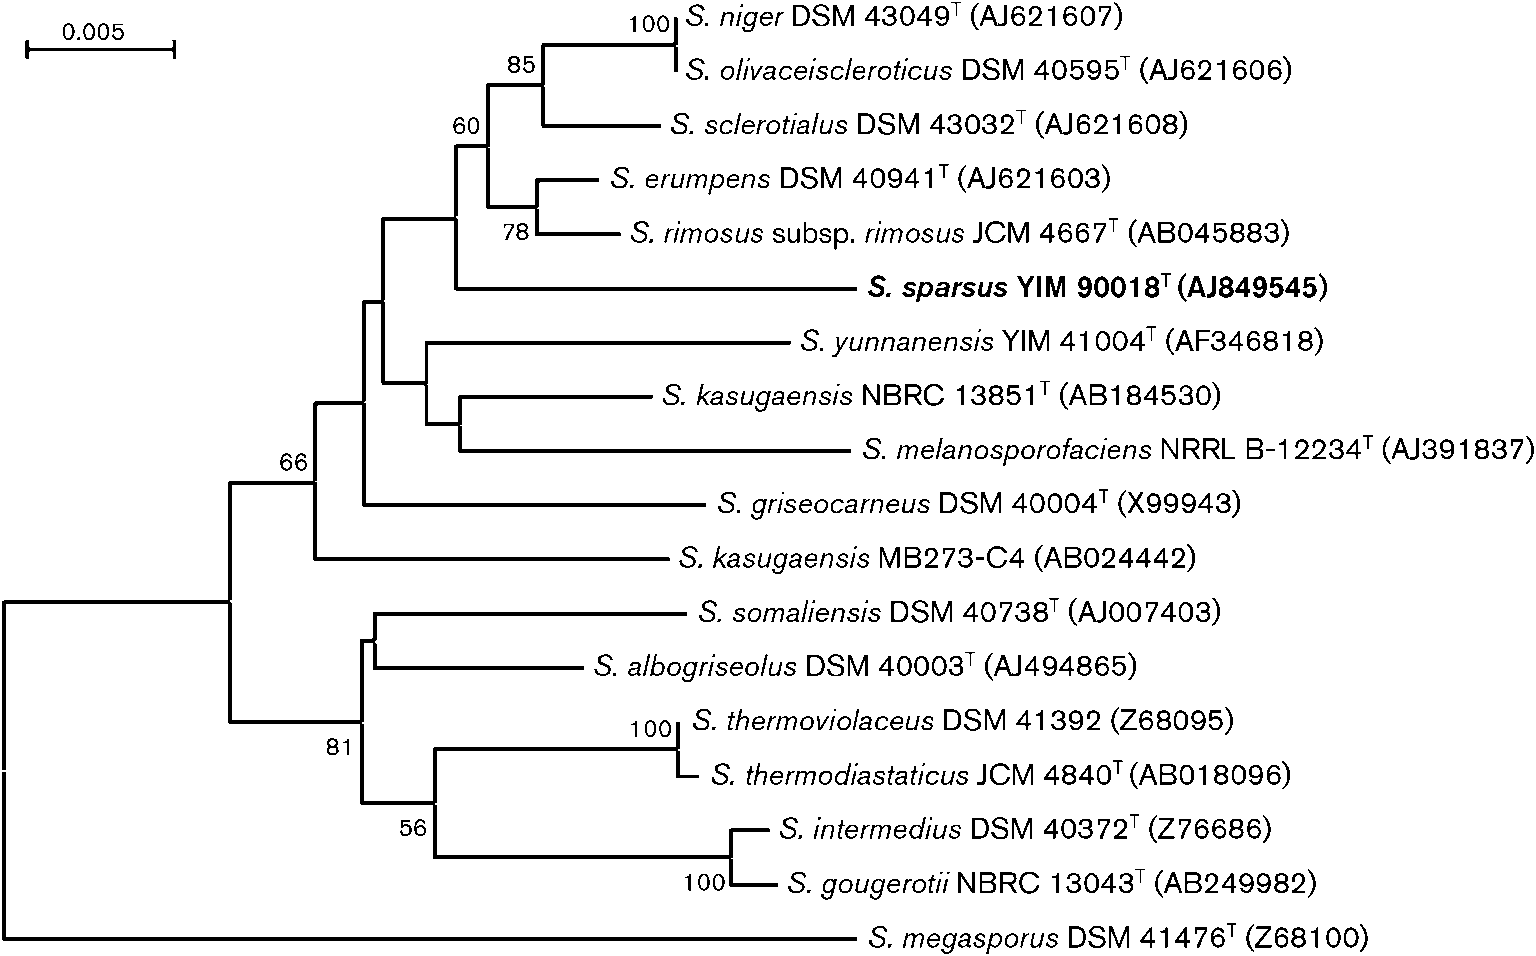 0.005
100
S. niger DSM 43049ᵀ (AJ621607)
85
S. olivaceiscleroticus DSM 40595ᵀ (AJ621606)
60
S. sclerotialus DSM 43032ᵀ (AJ621608)
S. erumpens DSM 40941ᵀ (AJ621603)
78
S. rimosus subsp. rimosus JCM 4667ᵀ (AB045883)
S. sparsus YIM 90018ᵀ (AJ849545)
S. yunnanensis YIM 41004ᵀ (AF346818)
S. kasugaensis NBRC 13851ᵀ (AB184530)
S. melanosporofaciens NRRL B-12234ᵀ (AJ391837)
66
S. griseocarneus DSM 40004ᵀ (X99943)
S. kasugaensis MB273-C4 (AB024442)
S. somaliensis DSM 40738ᵀ (AJ007403)
S. albogriseolus DSM 40003ᵀ (AJ494865)
100
S. thermoviolaceus DSM 41392 (Z68095)
81
S. thermodiastaticus JCM 4840ᵀ (AB018096)
56
S. intermedius DSM 40372ᵀ (Z76686)
100
S. gougerotii NBRC 13043ᵀ (AB249982)
S. megasporus DSM 41476ᵀ (Z68100)